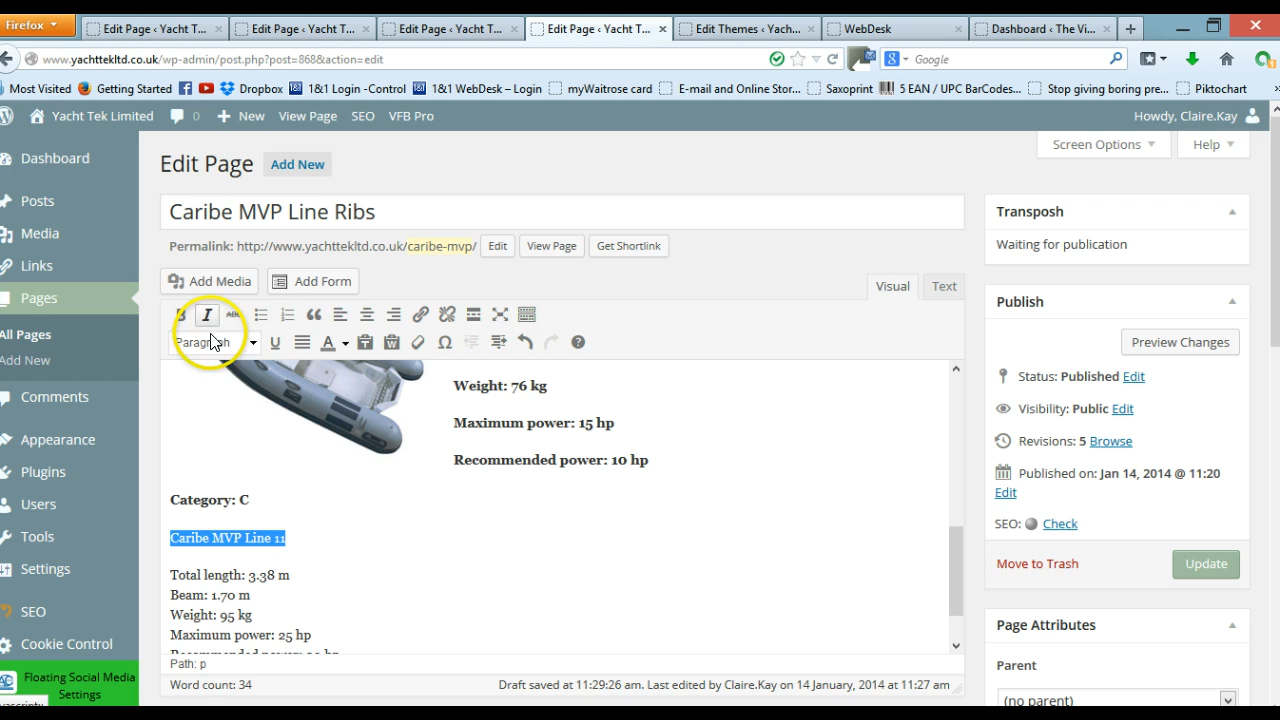 Firefox
Edit Page ‹ Yacht T...
Edit Page ‹ Yacht T...
Edit Page ‹ Yacht T...
Edit Page ‹ Yacht T...
Edit Themes ‹ Yach...
WebDesk
Dashboard ‹ The Vi...
www.yachttekltd.co.uk/wp-admin/post.php?post=868&action=edit
Google
Most Visited
Getting Started
Dropbox
1&1 Login -Control
1&1 WebDesk – Login
myWaitrose card
E-mail and Online Stor...
Saxoprint
5 EAN / UPC BarCodes...
Stop giving boring pre...
Piktochart
Yacht Tek Limited
0
New
View Page
SEO
VFB Pro
Howdy, Claire.Kay
Dashboard
Posts
Media
Links
Pages
All Pages
Add New
Comments
Appearance
Plugins
Users
Tools
Settings
SEO
Cookie Control
Floating Social Media
Settings
Screen Options
Help
Edit Page
Add New
Caribe MVP Line Ribs
Permalink: http://www.yachttekltd.co.uk/caribe-mvp/
Edit
View Page
Get Shortlink
Add Media
Add Form
Visual
Text
B
I
ABC
Paragraph
U
A
Weight: 76 kg
Maximum power: 15 hp
Recommended power: 10 hp
Category: C
Caribe MVP Line 11
Total length: 3.38 m
Beam: 1.70 m
Weight: 95 kg
Maximum power: 25 hp
Path: p
Word count: 34
Draft saved at 11:29:26 am. Last edited by Claire.Kay on 14 January, 2014 at 11:27 am
Transposh
Waiting for publication
Publish
Preview Changes
Status: Published Edit
Visibility: Public Edit
Revisions: 5 Browse
Published on: Jan 14, 2014 @ 11:20
Edit
SEO:
Check
Move to Trash
Update
Page Attributes
Parent
(no parent)